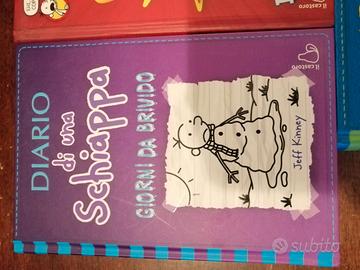 DIARIO
di una
Schiappa
GIORNI DA BRIVIDO
Jeff Kinney
il castoro
il castoro
subito